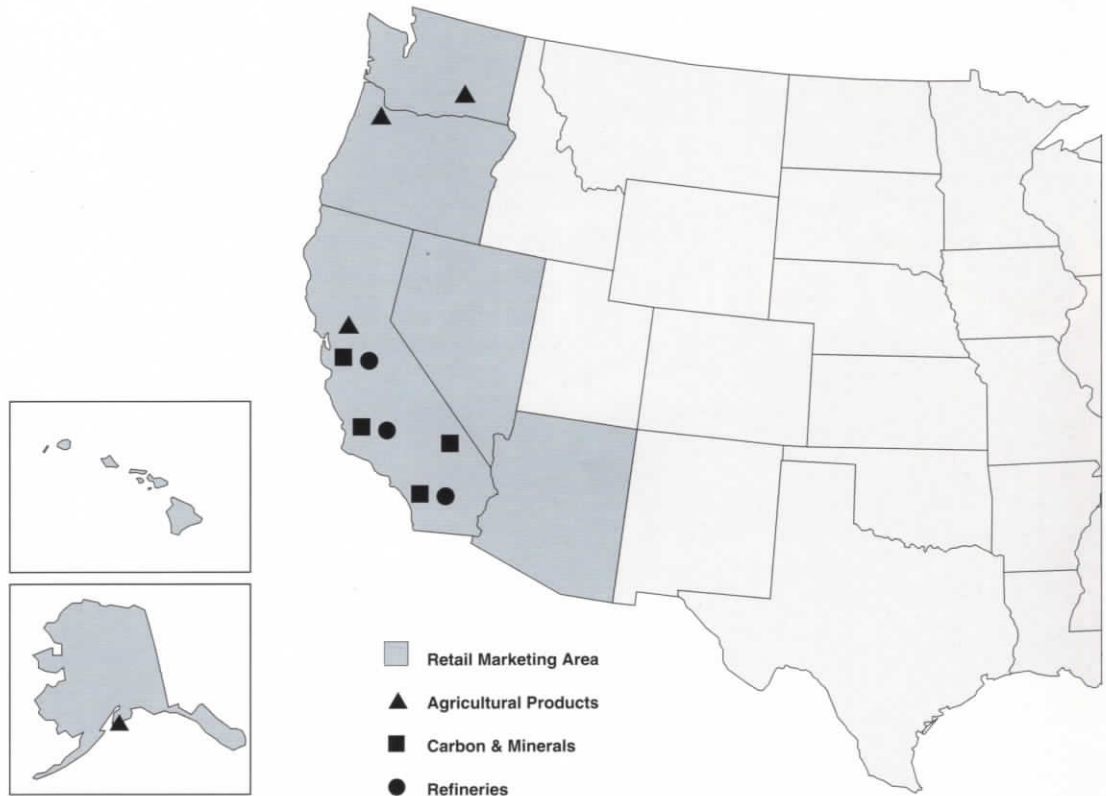 Retail Marketing Area
Agricultural Products
Carbon & Minerals
Refineries